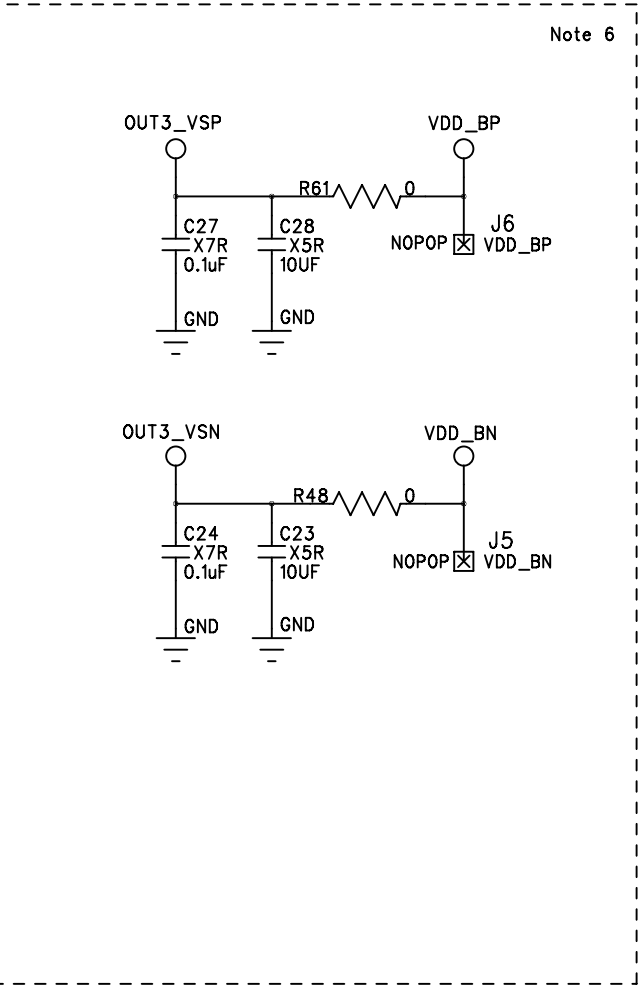 Note 6
OUT3_VSP
VDD_BP
R61
0
C27
X7R
0.1uF
C28
X5R
10UF
J6
NOPOP
VDD_BP
GND
GND
OUT3_VSN
VDD_BN
R48
0
C24
X7R
0.1uF
C23
X5R
10UF
J5
NOPOP
VDD_BN
GND
GND